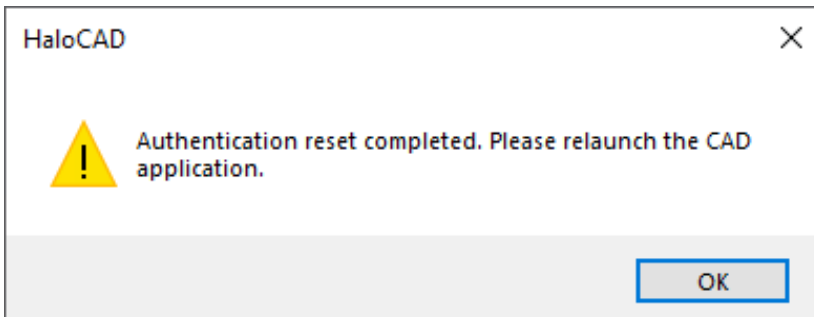 HaloCAD
Authentication reset completed. Please relaunch the CAD
application.
OK